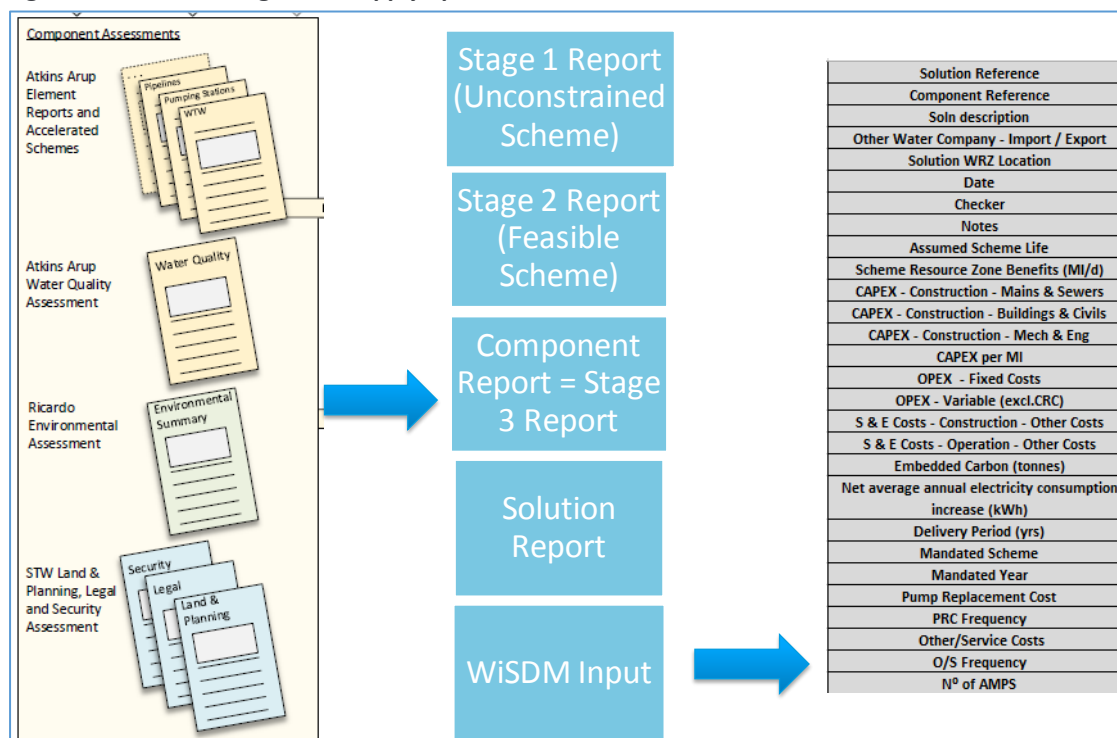 Component Assessments
Atkins Arup
Element
Reports and
Accelerated
Schemes
Pipelines
Pumping Stations
WTW
Atkins Arup
Water Quality
Assessment
Water Quality
Ricardo
Environmental
Assessment
Environmental
Summary
STW Land &
Planning, Legal
and Security
Assessment
Security
Legal
Land &
Planning
Stage 1 Report
(Unconstrained
Scheme)
Stage 2 Report
(Feasible
Scheme)
Component
Report = Stage
3 Report
Solution
Report
WiSDM Input
Solution Reference
Component Reference
Soln description
Other Water Company - Import / Export
Solution WRZ Location
Date
Checker
Notes
Assumed Scheme Life
Scheme Resource Zone Benefits (Ml/d)
CAPEX - Construction - Mains & Sewers
CAPEX - Construction - Buildings & Civils
CAPEX - Construction - Mech & Eng
CAPEX per Ml
OPEX - Fixed Costs
OPEX - Variable (excl.CRC)
S & E Costs - Construction - Other Costs
S & E Costs - Operation - Other Costs
Embedded Carbon (tonnes)
Net average annual electricity consumption
increase (kWh)
Delivery Period (yrs)
Mandated Scheme
Mandated Year
Pump Replacement Cost
PRC Frequency
Other/Service Costs
O/S Frequency
Nº of AMPS